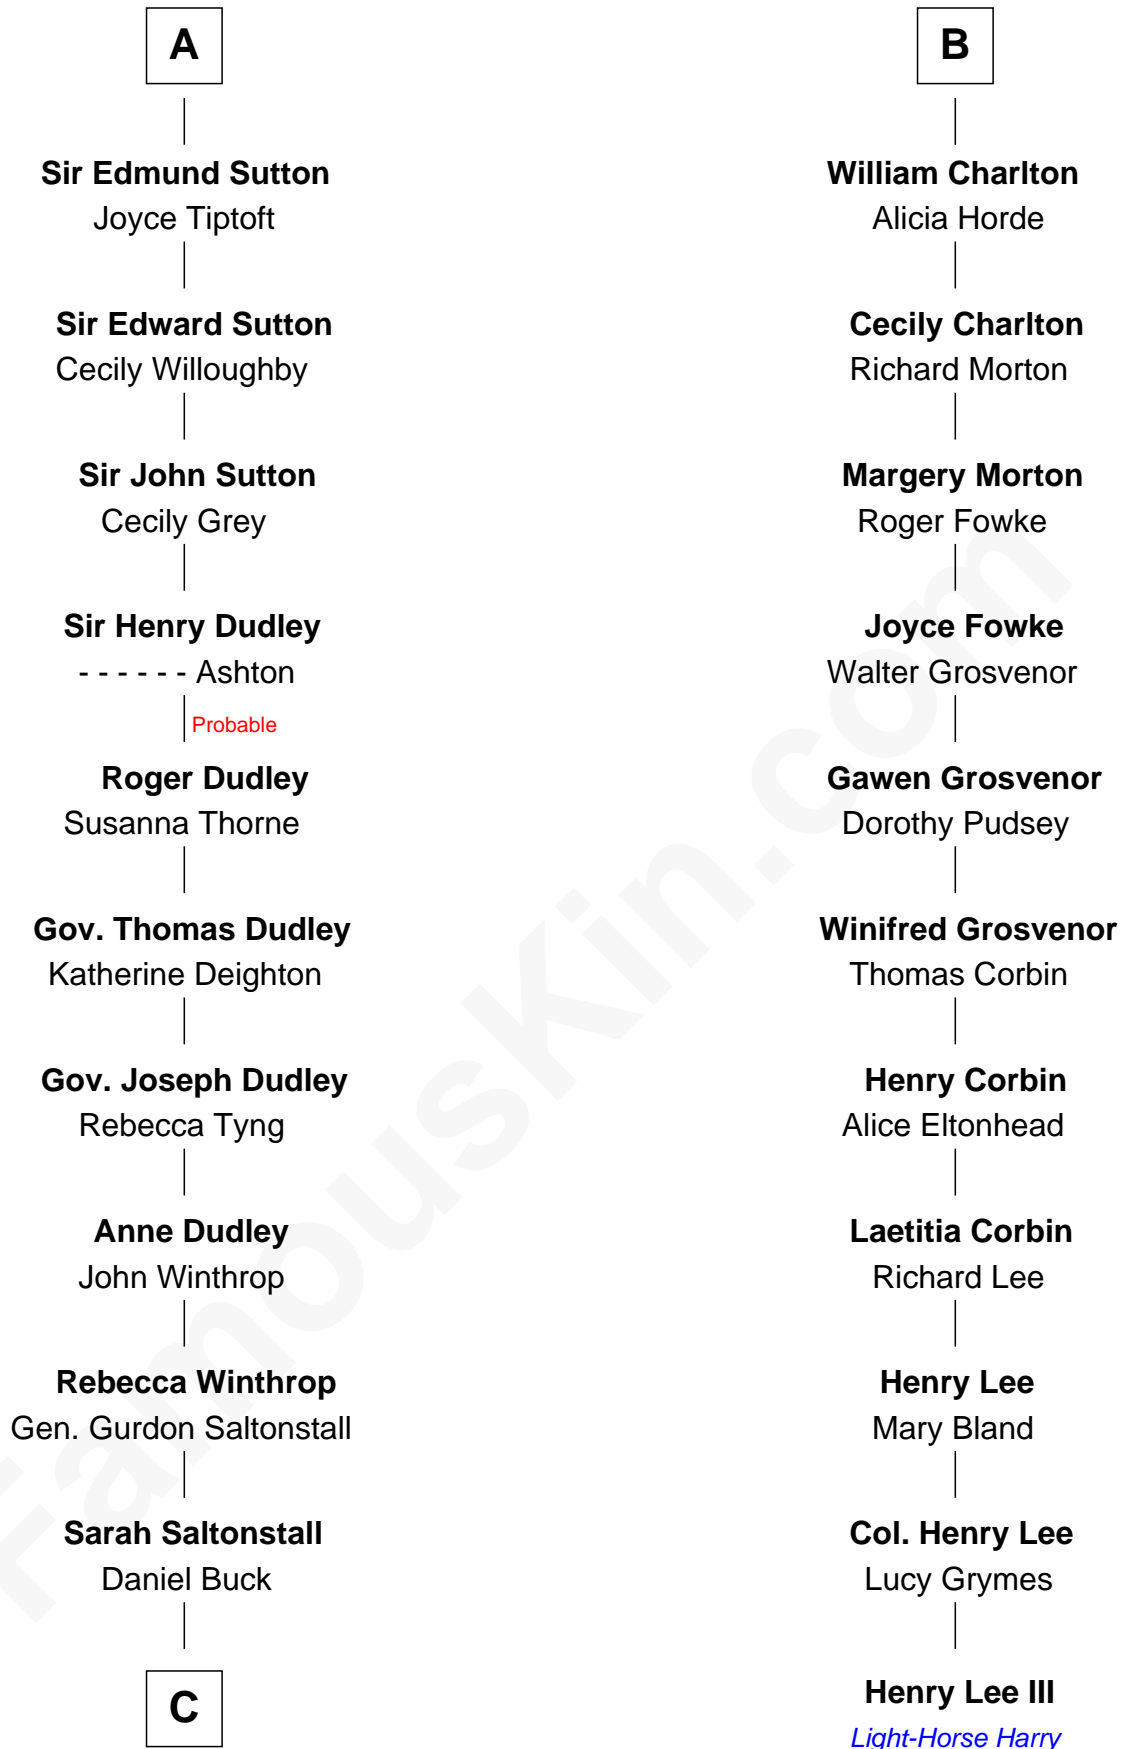 A
Sir Edmund Sutton
Joyce Tiptoft
Sir Edward Sutton
Cecily Willoughby
Sir John Sutton
Cecily Grey
Sir Henry Dudley
- - - - - - Ashton
Probable
Roger Dudley
Susanna Thorne
Gov. Thomas Dudley
Katherine Deighton
Gov. Joseph Dudley
Rebecca Tyng
Anne Dudley
John Winthrop
Rebecca Winthrop
Gen. Gurdon Saltonstall
Sarah Saltonstall
Daniel Buck
C
B
William Charlton
Alicia Horde
Cecily Charlton
Richard Morton
Margery Morton
Roger Fowke
Joyce Fowke
Walter Grosvenor
Gawen Grosvenor
Dorothy Pudsey
Winifred Grosvenor
Thomas Corbin
Henry Corbin
Alice Eltonhead
Laetitia Corbin
Richard Lee
Henry Lee
Mary Bland
Col. Henry Lee
Lucy Grymes
Henry Lee III
Light-Horse Harry
FamousKin.com